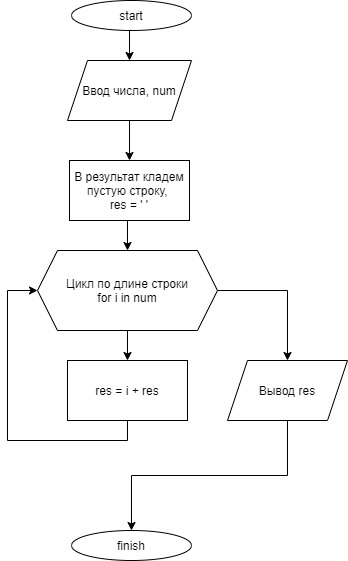 start
Ввод числа, num
В результат кладем
пустую строку,
res = ' '
Цикл по длине строки
for i in num
res = i + res
Вывод res
finish